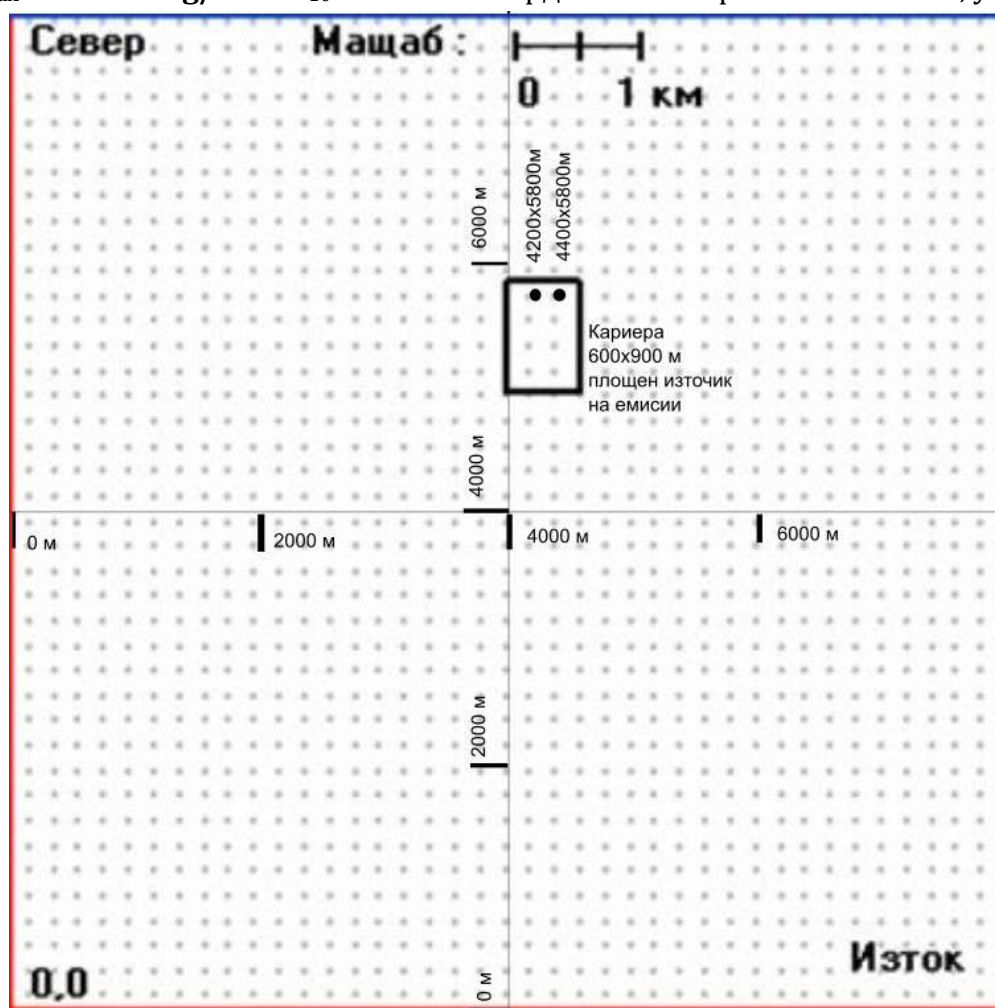 Север
Мащаб :
0
1 км
6000 м
4200x5800м
4400x5800м
Кариера
600x900 м
площен източик
на емисии
4000 м
0 м
2000 м
4000 м
6000 м
2000 м
Изток
0,0
0 м